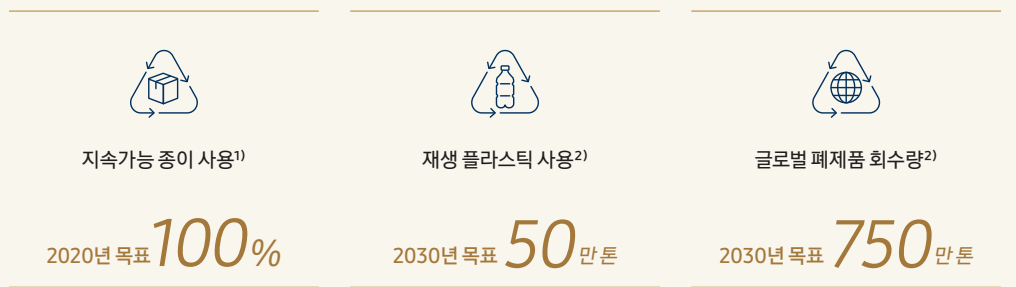 지속가능 종이 사용1)
2020년 목표 100%
재생 플라스틱 사용2)
2030년 목표 50만 톤
글로벌 폐제품 회수량2)
2030년 목표 750만 톤